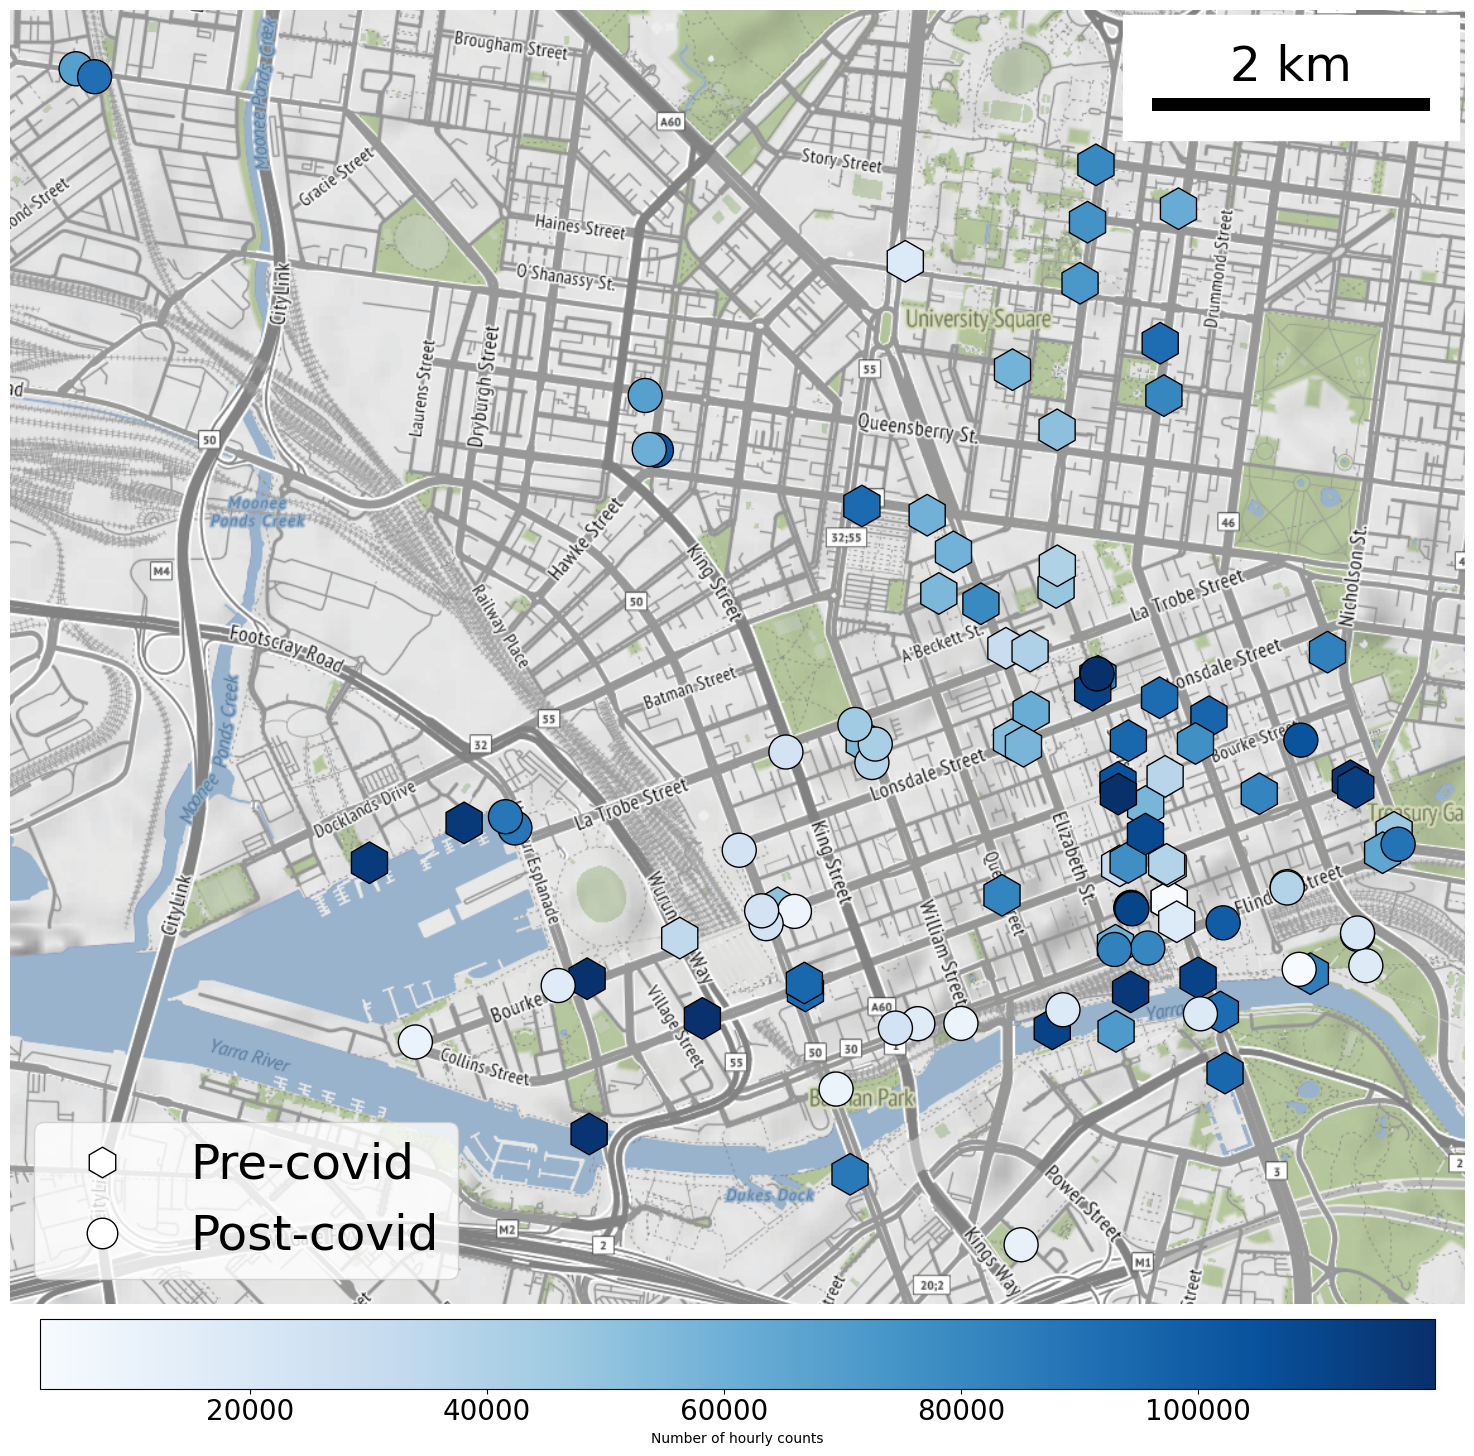 Brougham Street
Moonee Ponds Creek
2 km
A60
Story Street
Gracie Street
ond Street
Haines Street
Drummond Street
O'Shanassy St.
CityLink
University Square
Laurens Street
Dryburgh Street
55
ad
Queensberry St.
50
Moonee
Ponds Creek
46
Hawke Street
King Street
32;55
Nicholson St.
M4
Railway Place
50
La Trobe Street
A'Beckett St.
Footscray Road
Lonsdale Street
Batman Street
Moonee Ponds Creek
55
32
Bourke Street
Lonsdale Street
Docklands Drive
La Trobe Street
Treasury Ga
King Street
Elizabeth St.
ur Esplanade
CityLink
Flind
street
William Street
Way
Bourke
Village Street
A60
Yarra
Yarra River
Collins Street
50
30
1
55
Dukes Dock
Power Street
3
2
Pre-covid
Post-covid
M2
2
Kings Way
M1
20;2
treet
Street
20000
40000
60000
80000
100000
Number of hourly counts